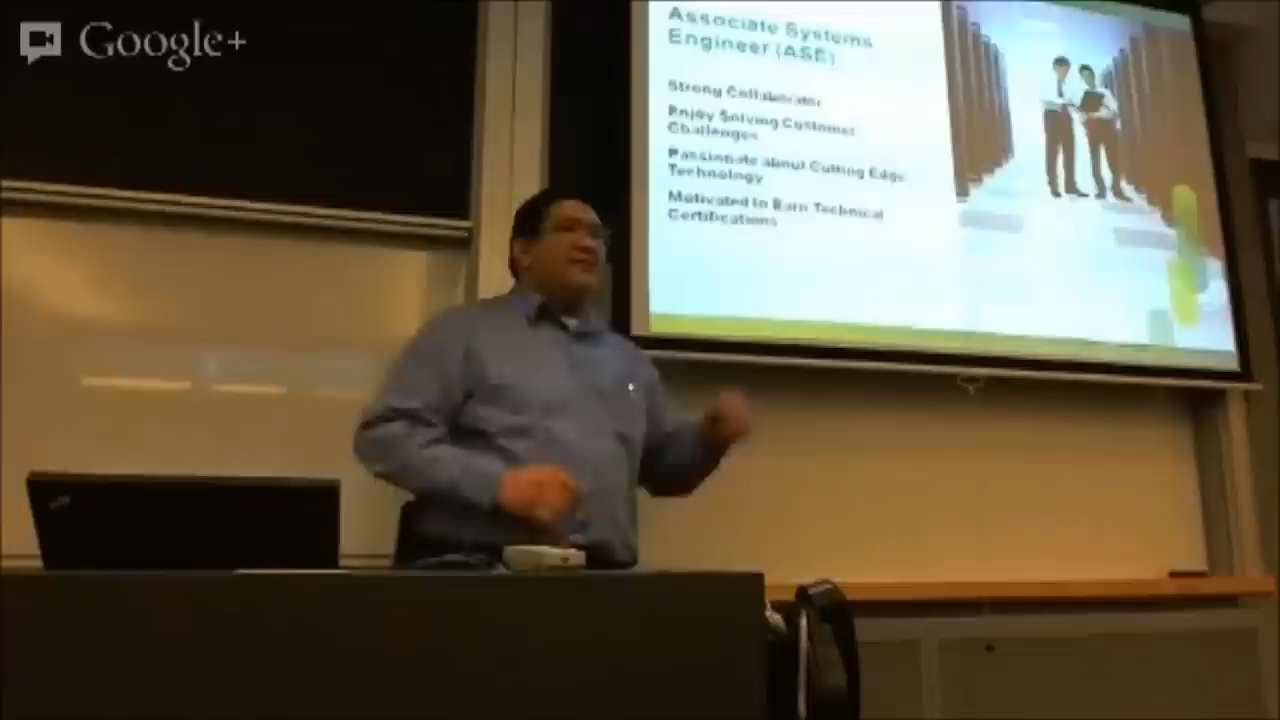 Google+
Associate Systems
Engineer (ASE)
Strong Collaborator
Enjoy Solving Customer
Challenges
Passionate about Cutting Edge
Technology
Motivated to Earn Technical
Certifications